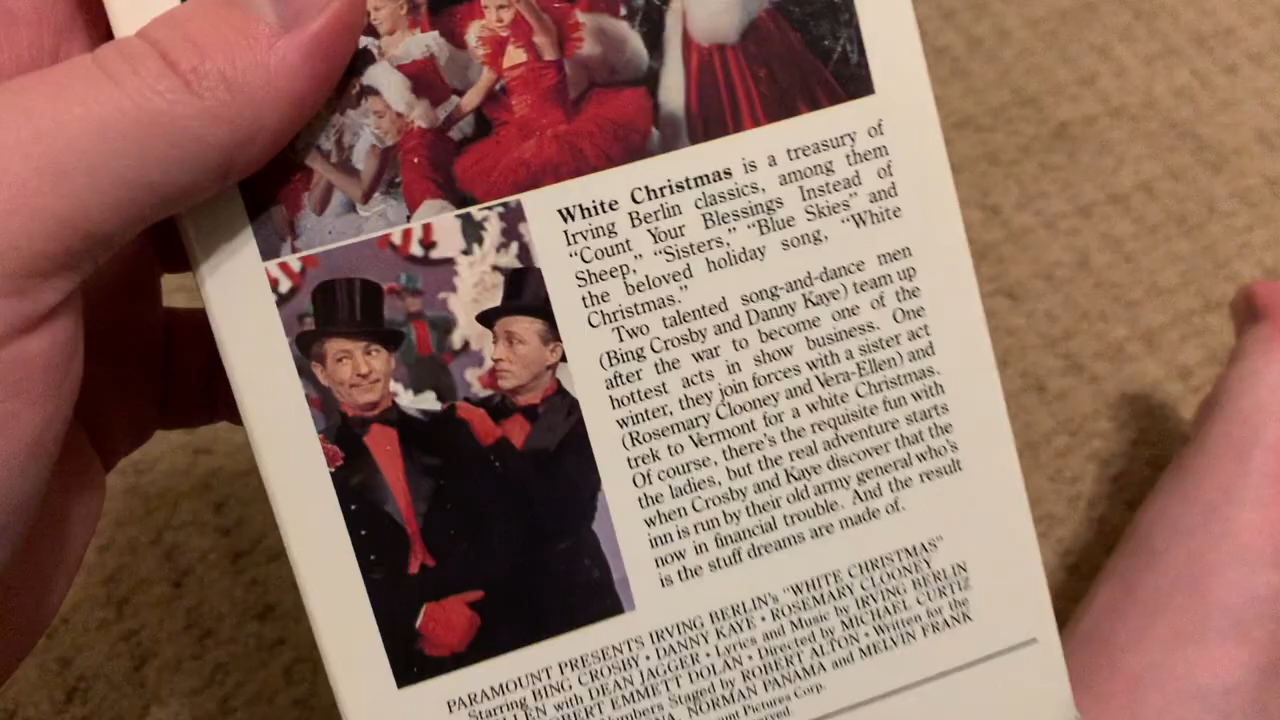 White Christmas is a treasury of
Irving Berlin classics, among them
“Count Your Blessings Instead of
Sheep,” “Sisters,” “Blue Skies” and
the beloved holiday song, “White
Christmas.”
Two talented song-and-dance men
(Bing Crosby and Danny Kaye) team up
after the war to become one of the
hottest acts in show business. One
winter, they join forces with a sister act
(Rosemary Clooney and Vera-Ellen) and
trek to Vermont for a white Christmas.
Of course, there's the requisite fun with
the ladies, but the real adventure starts
when Crosby and Kaye discover that the
inn is run by their old army general who's
now in financial trouble. And the result
is the stuff dreams are made of.
PARAMOUNT PRESENTS IRVING BERLIN's "WHITE CHRISTMAS"
Starring BING CROSBY • DANNY KAYE • ROSEMARY CLOONEY
with DEAN JAGGER • Lyrics and Music by IRVING BERLIN
EMMETT DOLAN • Directed by MICHAEL CURTIZ
Staged by ROBERT ALTON • Written for the
NORMAN PANAMA and MELVIN FRANK
Pictures Corp.